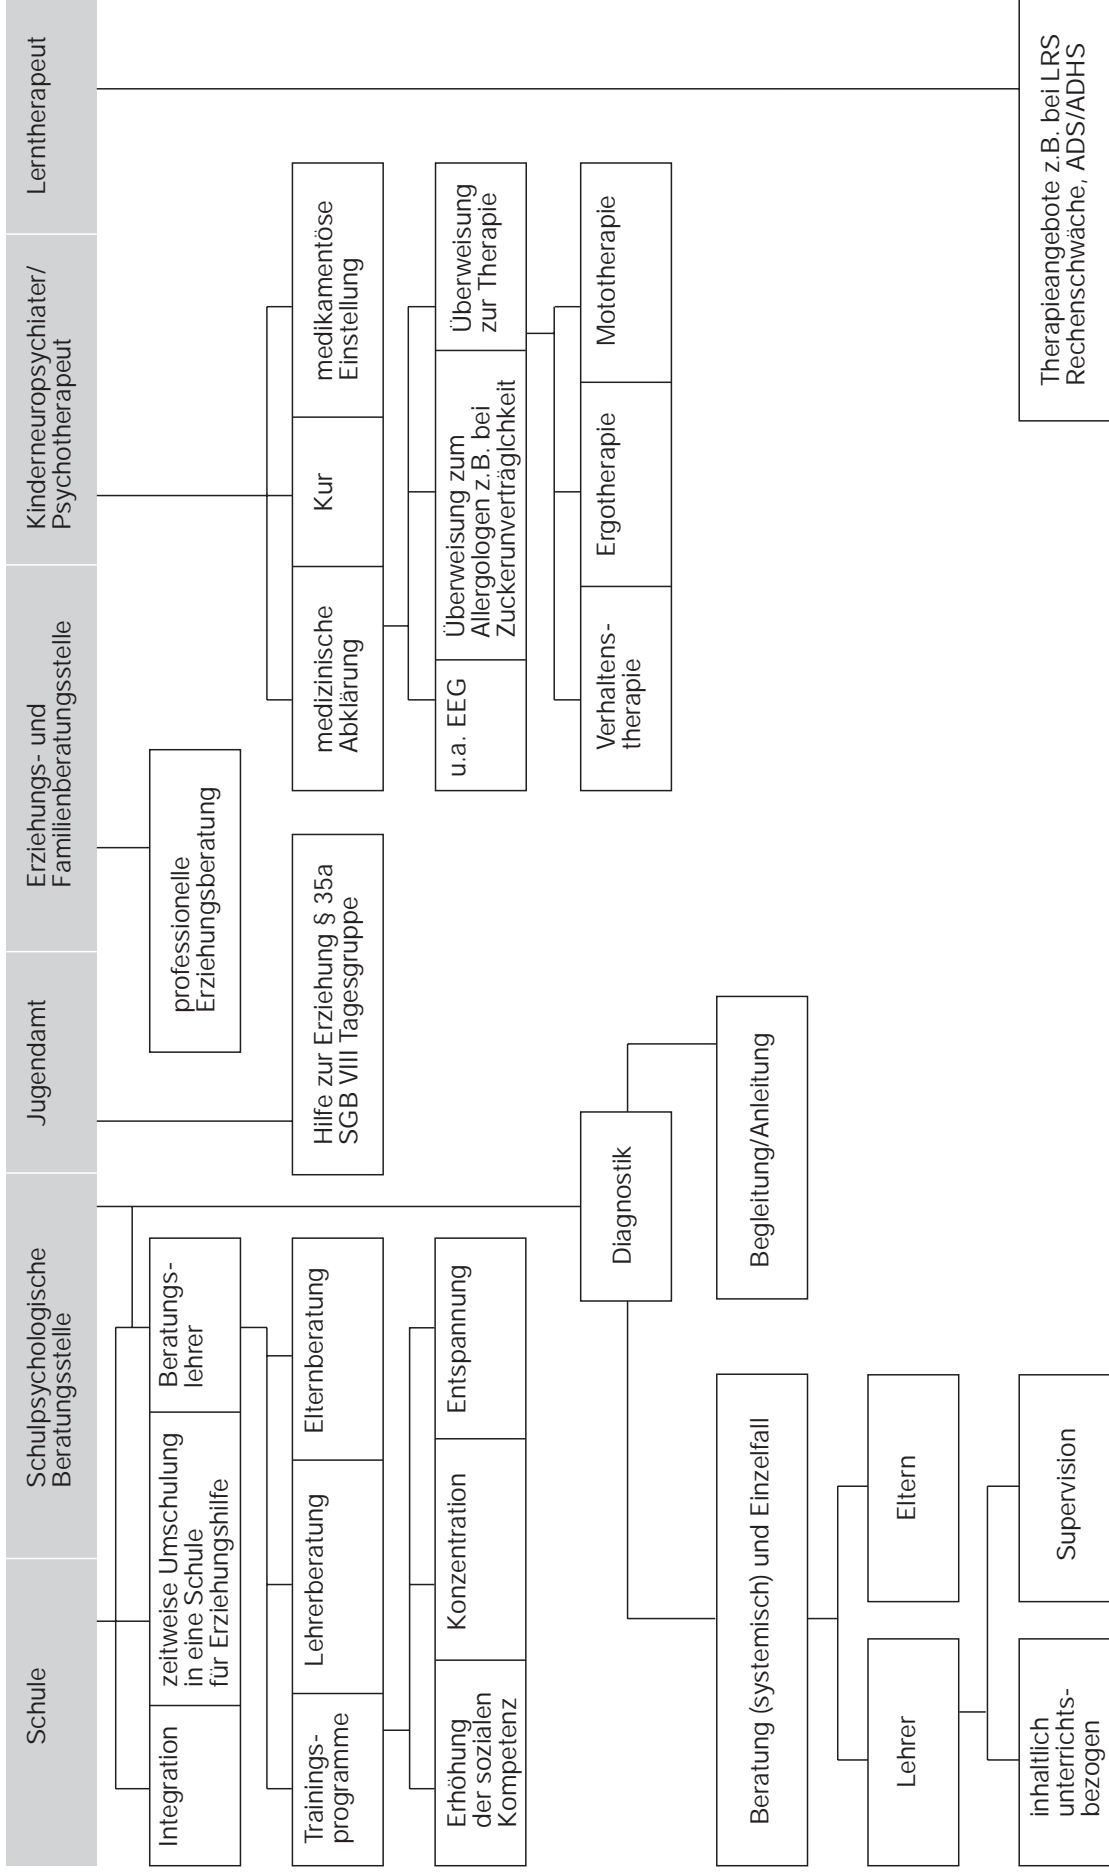 Schule
Schulpsychologische
Beratungsstelle
Jugendamt
Erziehungs- und
Familienberatungsstelle
Kinderneuropsychiater/
Psychotherapeut
Lerntherapeut
Integration
zeitweise Umschulung
in eine Schule
für Erziehungshilfe
Beratungs-
lehrer
professionelle
Erziehungsberatung
Trainings-
programme
Lehrerberatung
Elternberatung
Hilfe zur Erziehung § 35a
SGB VIII Tagesgruppe
medizinische
Abklärung
Kur
medikamentöse
Einstellung
Erhöhung
der sozialen
Kompetenz
Konzentration
Entspannung
u.a. EEG
Überweisung zum
Allergologen z.B. bei
Zuckerunverträglchkeit
Überweisung
zur Therapie
Diagnostik
Verhaltens-
therapie
Ergotherapie
Mototherapie
Beratung (systemisch) und Einzelfall
Begleitung/Anleitung
Lehrer
Eltern
inhaltlich
unterrichts-
bezogen
Supervision
Therapieangebote z.B. bei LRS
Rechenschwäche, ADS/ADHS